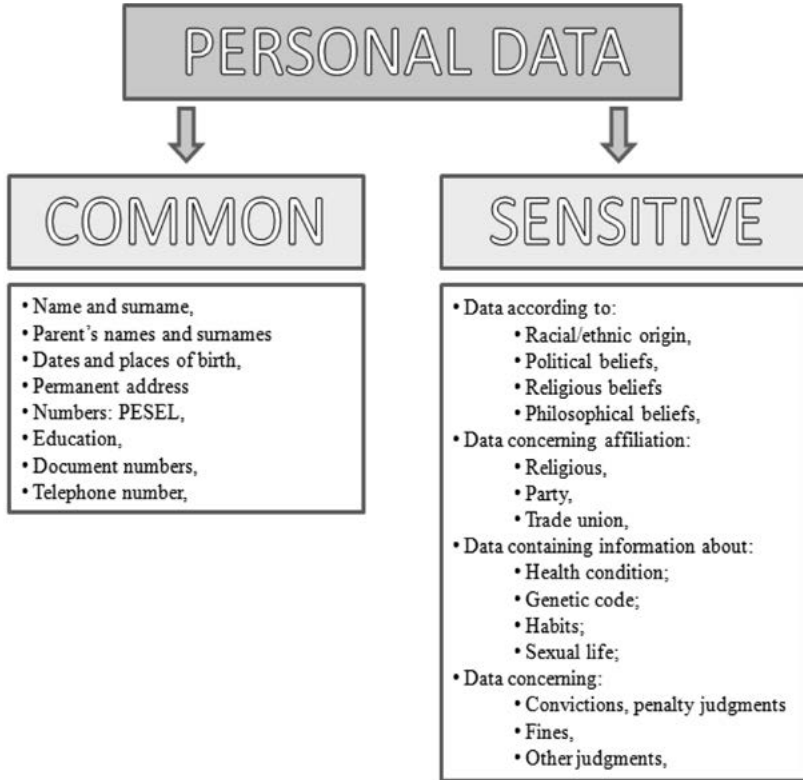 PERSONAL DATA
COMMON
• Name and surname,
• Parent's names and surnames
• Dates and places of birth,
• Permanent address
• Numbers: PESEL,
• Education,
• Document numbers,
• Telephone number,
SENSITIVE
• Data according to:
• Racial/ethnic origin,
• Political beliefs,
• Religious beliefs
• Philosophical beliefs,
• Data concerning affiliation:
• Religious,
• Party,
• Trade union,
• Data containing information about:
• Health condition;
• Genetic code;
• Habits;
• Sexual life;
• Data concerning:
• Convictions, penalty judgments
• Fines,
• Other judgments,